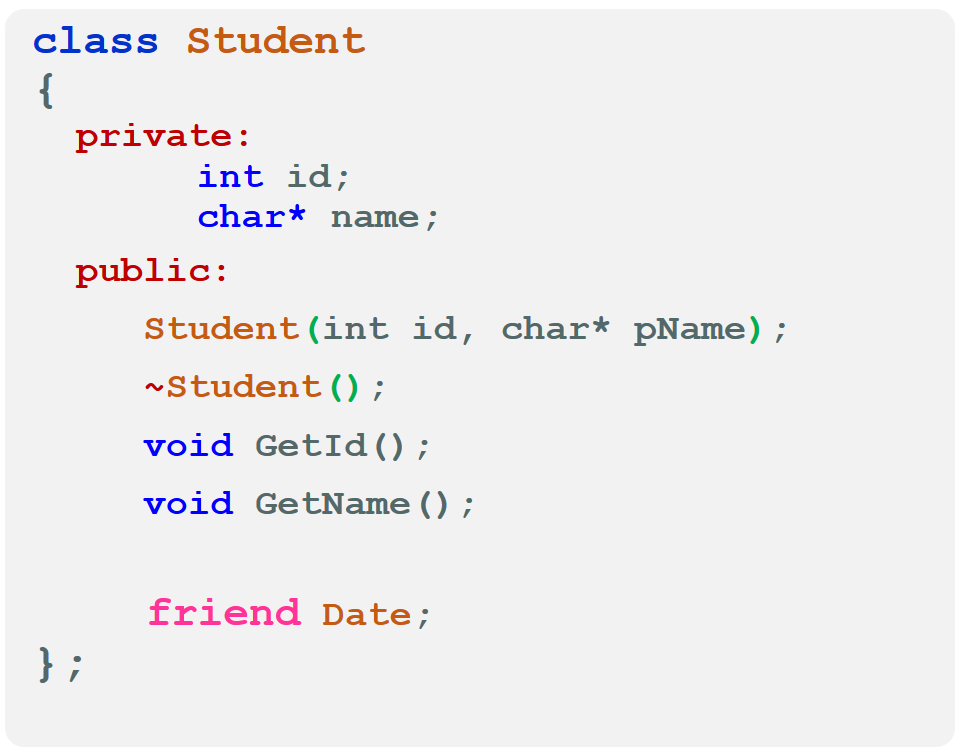 class Student
{
private:
int id;
char* name;
public:
Student(int id, char* pName);
~Student();
void GetId();
void GetName();
friend Date;
};